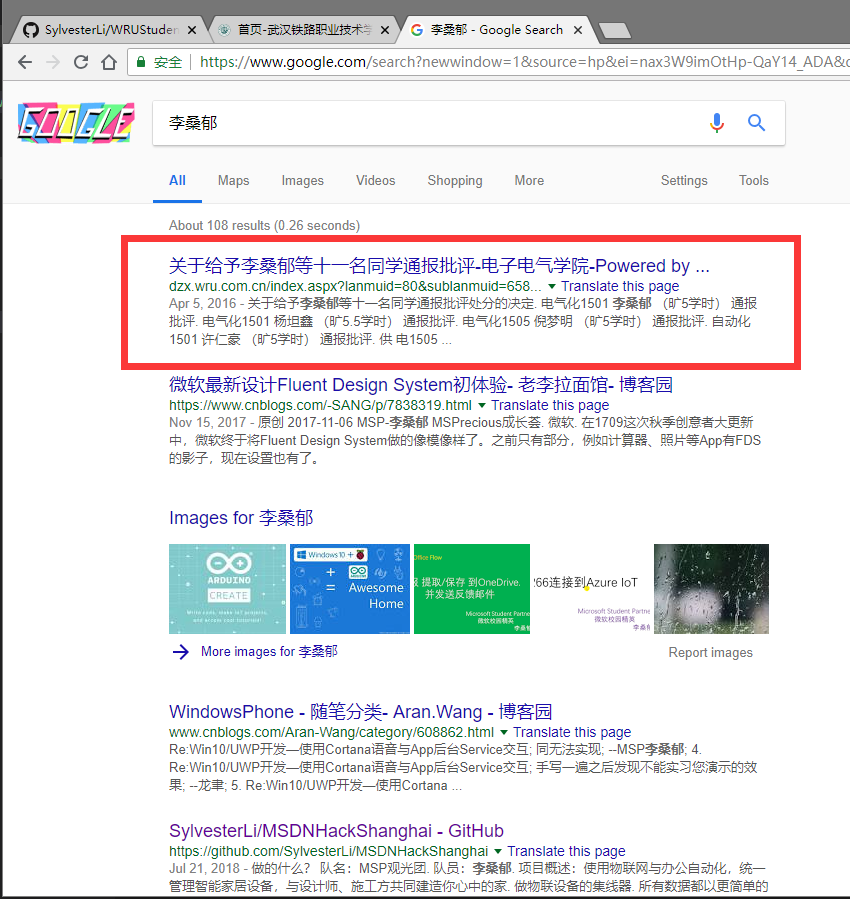 SylvesterLi/WRUStuden
首页-武汉铁路职业技术学
李桑郁 - Google Search
安全
https://www.google.com/search?newwindow=1&source=hp&ei=nax3W9imOtHp-QaY14_ADA&
GOOGLE
李桑郁
All Maps Images Videos Shopping More Settings Tools
About 108 results (0.26 seconds)
关于给予李桑郁等十一名同学通报批评-电子电气学院-Powered by ...
dzx.wru.com.cn/index.aspx?lanmuid=80&sublanmuid=658... Translate this page
Apr 5, 2016 - 关于给予李桑郁等十一名同学通报批评处分的决定. 电气化1501 李桑郁 （旷5学时） 通报
批评. 电气化1501 杨坦鑫 （旷5.5学时） 通报批评. 电气化1505 倪梦明 （旷5学时） 通报批评. 自动化
1501 许仁豪 （旷5学时） 通报批评. 供 电1505 ...
微软最新设计Fluent Design System初体验- 老李拉面馆- 博客园
https://www.cnblogs.com/-SANG/p/7838319.html Translate this page
Nov 15, 2017 - 原创 2017-11-06 MSP-李桑郁 MSPrecious成长荟. 微软. 在1709这次秋季创意者大更新
中，微软终于将Fluent Design System做的像模像样了。之前只有部分，例如计算器、照片等App有FDS
的影子，现在设置也有了。
Images for 李桑郁
ARDUINO
CREATE
Write code, make IoT projects,
and access cool tutorials!
Windows 10 +
+
=
Awesome
Home
Office Flow
提取/保存 到OneDrive.
并发送反馈邮件
Microsoft Student Partne
微软校园精英
李桑郁
266连接到Azure IoT
Microsoft Student Partne
微软校园精英
李桑郁
More images for 李桑郁
Report images
WindowsPhone - 随笔分类- Aran.Wang - 博客园
www.cnblogs.com/Aran-Wang/category/608862.html Translate this page
Re:Win10/UWP开发—使用Cortana语音与App后台Service交互; 同无法实现; --MSP李桑郁; 4.
Re:Win10/UWP开发—使用Cortana语音与App后台Service交互; 手写一遍之后发现不能实习您演示的效
果; --龙聿; 5. Re:Win10/UWP开发—使用Cortana ...
SylvesterLi/MSDNHackShanghai - GitHub
https://github.com/SylvesterLi/MSDNHackShanghai Translate this page
Jul 21, 2018 - 做的什么？ 队名：MSP观光团. 队员：李桑郁. 项目概述：使用物联网与办公自动化，统一
管理智能家居设备，与设计师、施工方共同建造你心中的家. 做物联设备的集线器. 所有数据都以更简单的